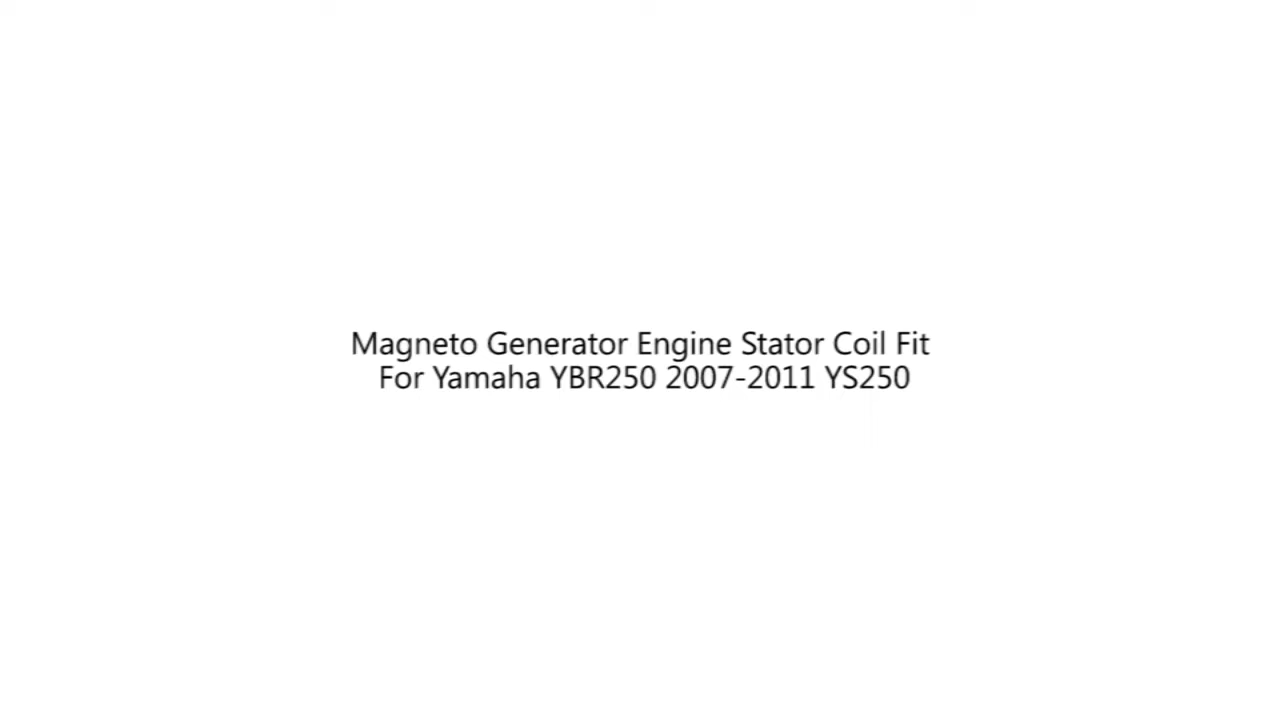 Magneto Generator Engine Stator Coil Fit
For Yamaha YBR250 2007-2011 YS250